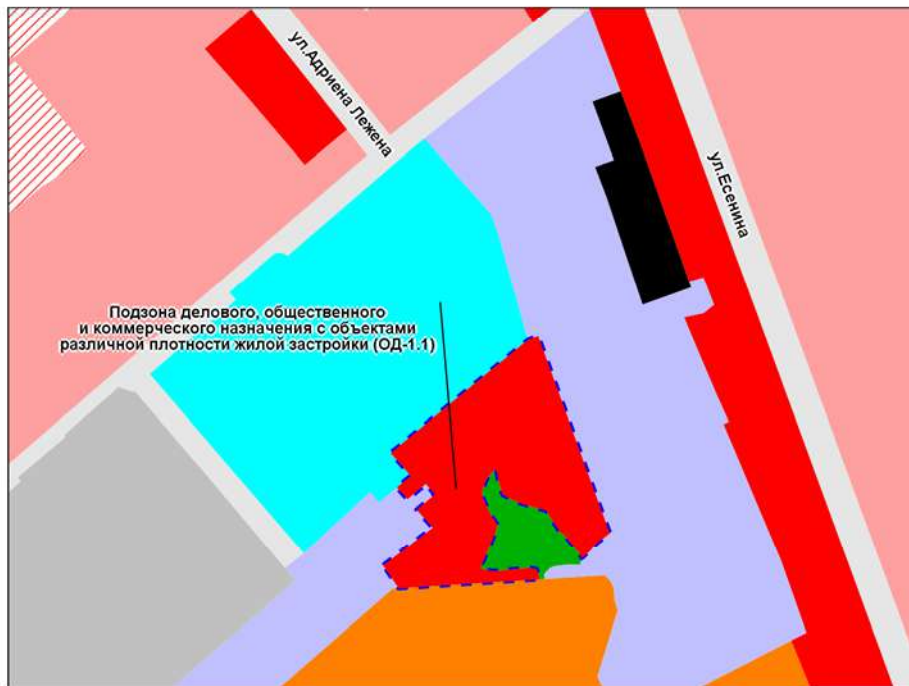 ул.Адриена Лежена
ул.Есенина
Подзона делового, общественного
и коммерческого назначения с объектами
различной плотности жилой застройки (ОД-1.1)